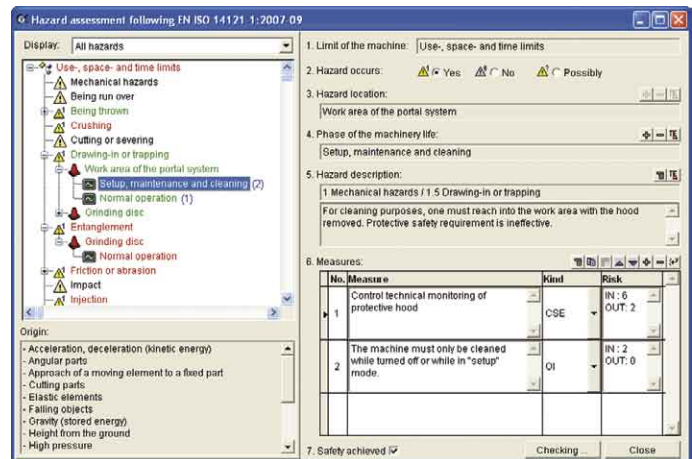 Hazard assessment following EN ISO 14121-1:2007-09
Display: All hazards
Use-, space- and time limits
Mechanical hazards
Being run over
Being thrown
Crushing
Cutting or severing
Drawing-in or trapping
Work area of the portal system
Setup, maintenance and cleaning (2)
Normal operation (1)
Grinding disc
Entanglement
Grinding disc
Normal operation
Friction or abrasion
Impact
Injection
Origin:
- Acceleration, deceleration (kinetic energy)
- Angular parts
- Approach of a moving element to a fixed part
- Cutting parts
- Elastic elements
- Falling objects
- Gravity (stored energy)
- Height from the ground
- High pressure
1. Limit of the machine: Use-, space- and time limits
2. Hazard occurs: Yes No Possibly
3. Hazard location:
Work area of the portal system
4. Phase of the machinery life:
Setup, maintenance and cleaning
5. Hazard description:
1 Mechanical hazards / 1.5 Drawing-in or trapping
For cleaning purposes, one must reach into the work area with the hood
removed. Protective safety requirement is ineffective.
6. Measures:
No. Measure Kind Risk
1 Control technical monitoring of
protective hood
CSE
IN : 6
OUT: 2
2 The machine must only be cleaned
while turned off or while in "setup"
mode.
OI
IN : 2
OUT: 0
7. Safety achieved
Checking ...
Close